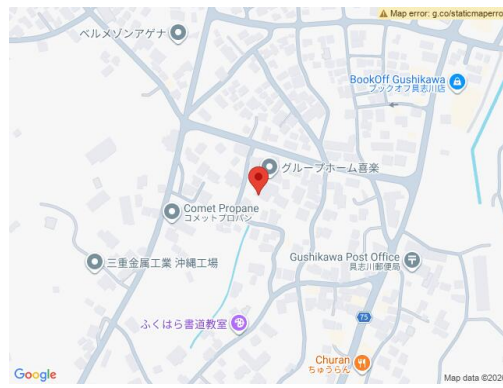 Map error: g.co/staticmaperro
ベルメゾンアゲナ
BookOff Gushikawa
ブックオフ具志川店
グループホーム喜楽
Comet Propane
コメットプロパン
三重金属工業 沖縄工場
Gushikawa Post Office
具志川郵便局
75
ふくはら書道教室
Churan
ちゅうらん
Google
Map data ©202